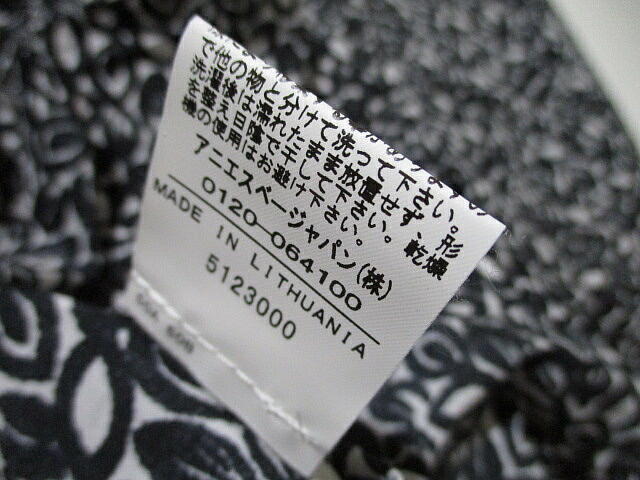 で他の物と分けて洗って下さい。
洗濯後は濡れたまま放置せず、形
を整え日陰で干して下さい。乾燥
機の使用はお避け下さい。
アニエスベージャパン(株)
0120-064100
MADE IN LITHUANIA
5123000